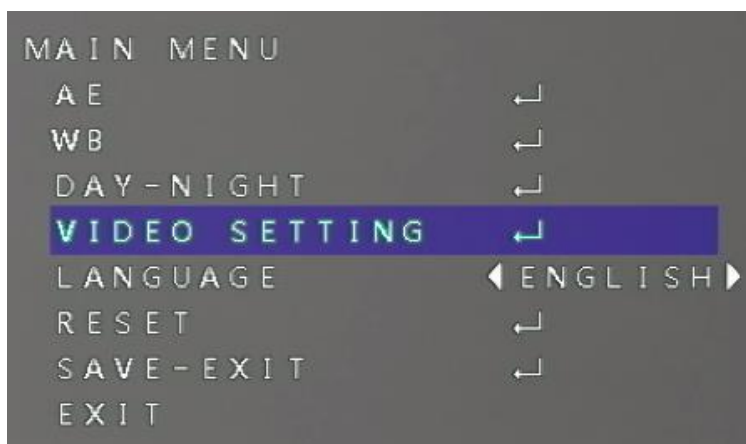 MAIN MENU
AE ↵
WB ↵
DAY-NIGHT ↵
VIDEO SETTING ↵
LANGUAGE ◀ENGLISH▶
RESET ↵
SAVE-EXIT ↵
EXIT